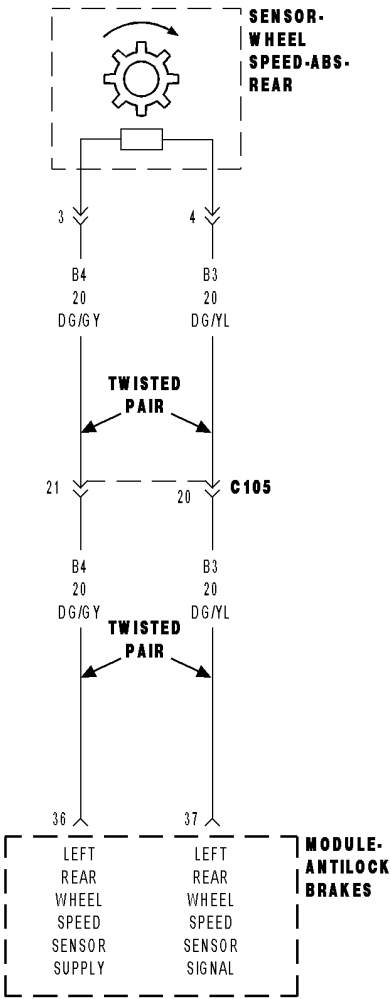 SENSOR-
WHEEL
SPEED-ABS-
REAR
3
4
B4
20
DG/GY
B3
20
DG/YL
TWISTED
PAIR
21
20
C105
B4
20
DG/GY
B3
20
DG/YL
TWISTED
PAIR
36
37
LEFT
REAR
WHEEL
SPEED
SENSOR
SUPPLY
LEFT
REAR
WHEEL
SPEED
SENSOR
SIGNAL
MODULE-
ANTILOCK
BRAKES